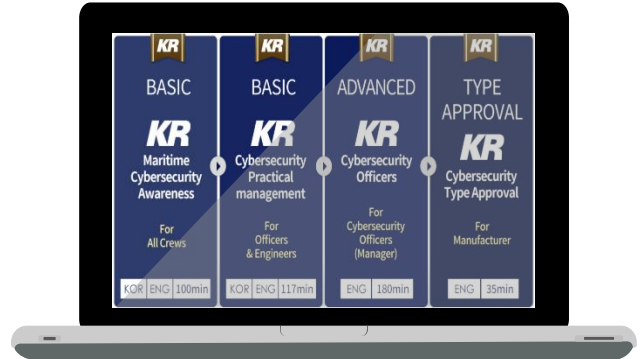 KR
BASIC
KR
Maritime
Cybersecurity
Awareness
For
All Crews
KOR ENG 100min
KR
BASIC
KR
Cybersecurity
Practical
management
For
Officers
& Engineers
KOR ENG 117min
KR
ADVANCED
KR
Cybersecurity
Officers
For
Cybersecurity
Officers
(Manager)
ENG 180min
KR
TYPE
APPROVAL
KR
Cybersecurity
Type Approval
For
Manufacturer
ENG 35min